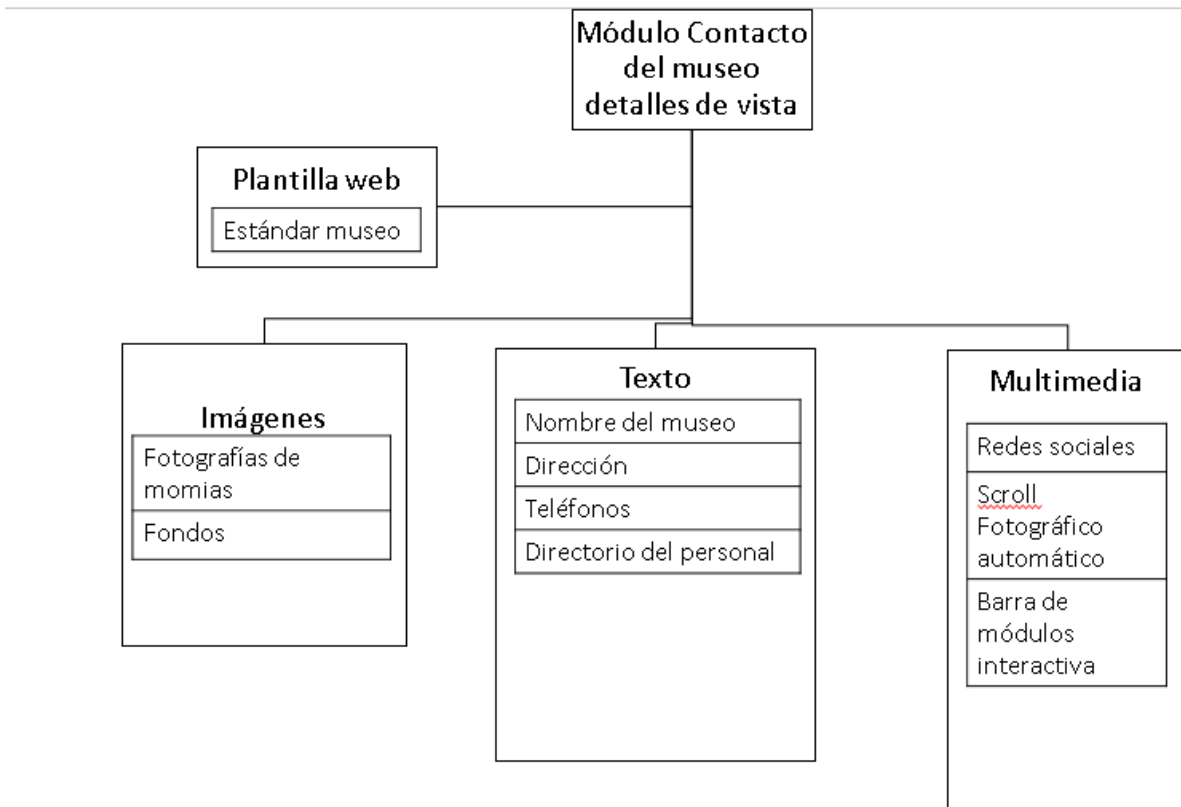 Módulo Contacto
del museo
detalles de vista
Plantilla web
Estándar museo
Imágenes
Fotografías de
momias
Fondos
Texto
Nombre del museo
Dirección
Teléfonos
Directorio del personal
Multimedia
Redes sociales
Scroll
Fotográfico
automático
Barra de
módulos
interactiva